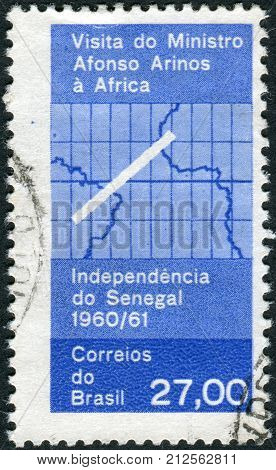 Visita do Ministro
Afonso Arinos
à Africa
Independência
do Senegal
1960/61
Correios
do
Brasil 27,00